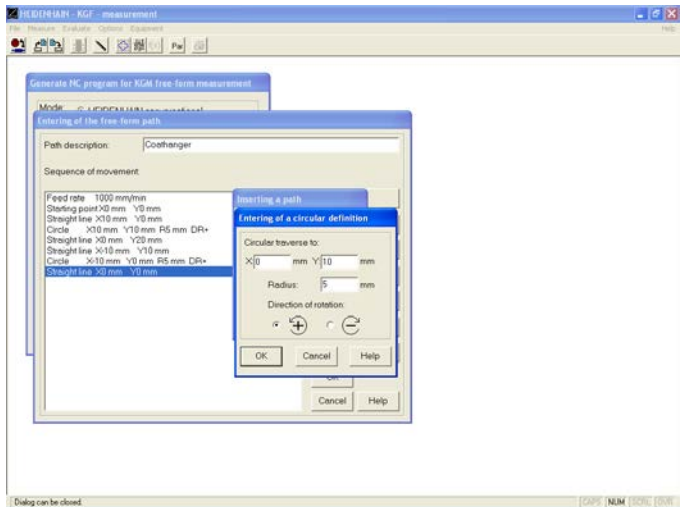 HEIDENHAIN - KGF - measurement
File Measure Evaluate Options Equipment Help
Par
Generate NC program for KGM free-form measurement
Mode:
Entering of the free-form path
Path description: Coathanger
Sequence of movement
Feed rate 1000 mm/min
Starting point X0 mm Y0 mm
Straight line X10 mm Y0 mm
Circle X10 mm Y10 mm R5 mm DR+
Straight line X0 mm Y20 mm
Straight line X-10 mm Y10 mm
Circle X-10 mm Y0 mm R5 mm DR+
Straight line X0 mm Y0 mm
Inserting a path
Entering of a circular definition
Circular traverse to:
X: 0 mm Y: 10 mm
Radius: 5 mm
Direction of rotation:
OK Cancel Help
Cancel Help
Dialog can be closed.
CAPS NUM SCRL OVR